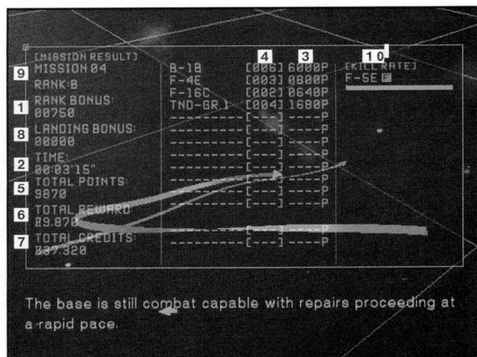 [MISSION RESULT]
9 MISSION 04
RANK:B
1 RANK BONUS:
00750
8 LANDING BONUS:
00000
2 TIME:
00:03'15"
5 TOTAL POINTS:
9870
6 TOTAL REWARD:
7 TOTAL CREDITS:
4 3
B-1B [006] 6000P
F-4E [003] 0800P
F-16C [002] 0640P
TND-GR.1 [004] 1680P
--------[---]----P
--------[---]----P
--------[---]----P
--------[---]----P
--------[---]----P
--------[---]----P
--------[---]----P
--------[---]----P
--------[---]----P
--------[---]----P
--------[---]----P
10
[KILL RATE]
F-5E F
The base is still combat capable with repairs proceeding at
a rapid pace.